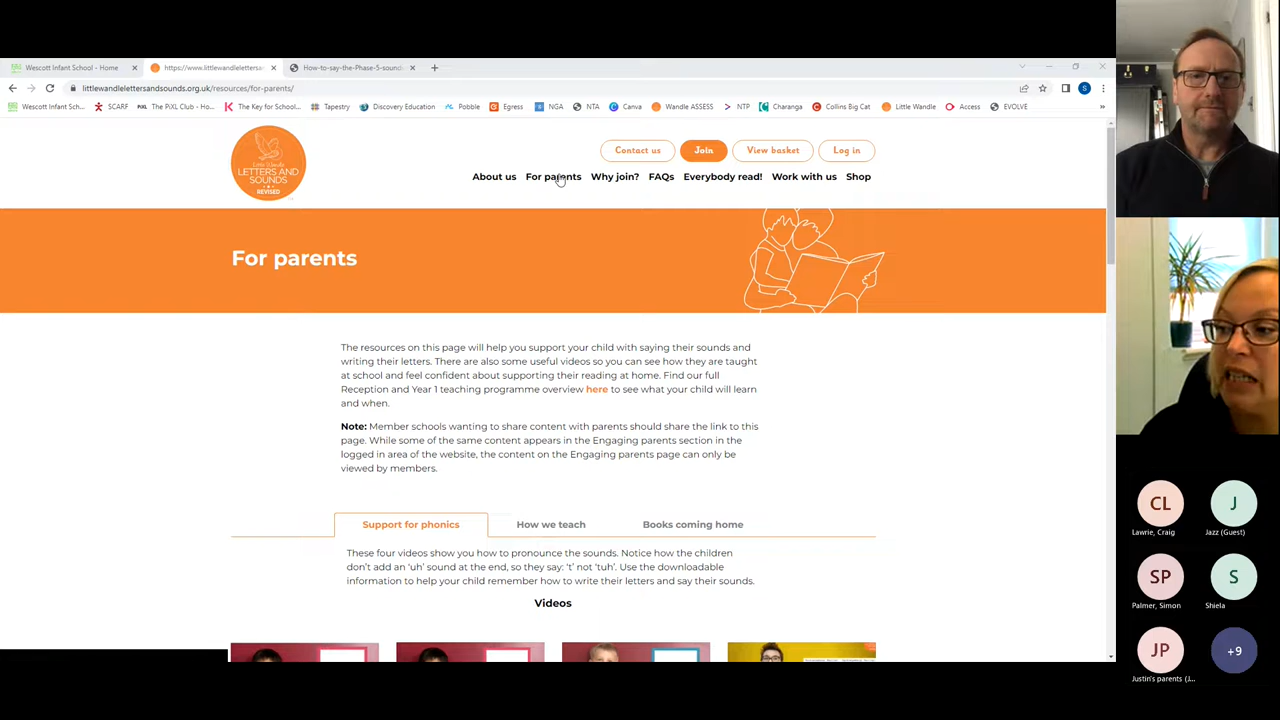 Wescott Infant School - Home
https://www.littlewandlelettersan
How-to-say-the-Phase-5-sounds
littlewandlelettersandsounds.org.uk/resources/for-parents/
Wescott Infant Sch...
SCARF
PiXL The PiXL Club - Ho...
The Key for School...
Tapestry
Discovery Education
Pobble
Egress
NGA
NTA
Canva
Wandle ASSESS
NTP
Charanga
Collins Big Cat
Little Wandle
Access
EVOLVE
Little Wandle
LETTERS AND
SOUNDS
REVISED
Contact us
Join
View basket
Log in
About us
For parents
Why join?
FAQs
Everybody read!
Work with us
Shop
For parents
The resources on this page will help you support your child with saying their sounds and
writing their letters. There are also some useful videos so you can see how they are taught
at school and feel confident about supporting their reading at home. Find our full
Reception and Year 1 teaching programme overview here to see what your child will learn
and when.
Note: Member schools wanting to share content with parents should share the link to this
page. While some of the same content appears in the Engaging parents section in the
logged in area of the website, the content on the Engaging parents page can only be
viewed by members.
Support for phonics
How we teach
Books coming home
These four videos show you how to pronounce the sounds. Notice how the children
don't add an 'uh' sound at the end, so they say: 't' not 'tuh'. Use the downloadable
information to help your child remember how to write their letters and say their sounds.
Videos
CL
J
Lawrie, Craig
Jazz (Guest)
SP
S
Palmer, Simon
Shiela
JP
+9
Justin's parents (J...